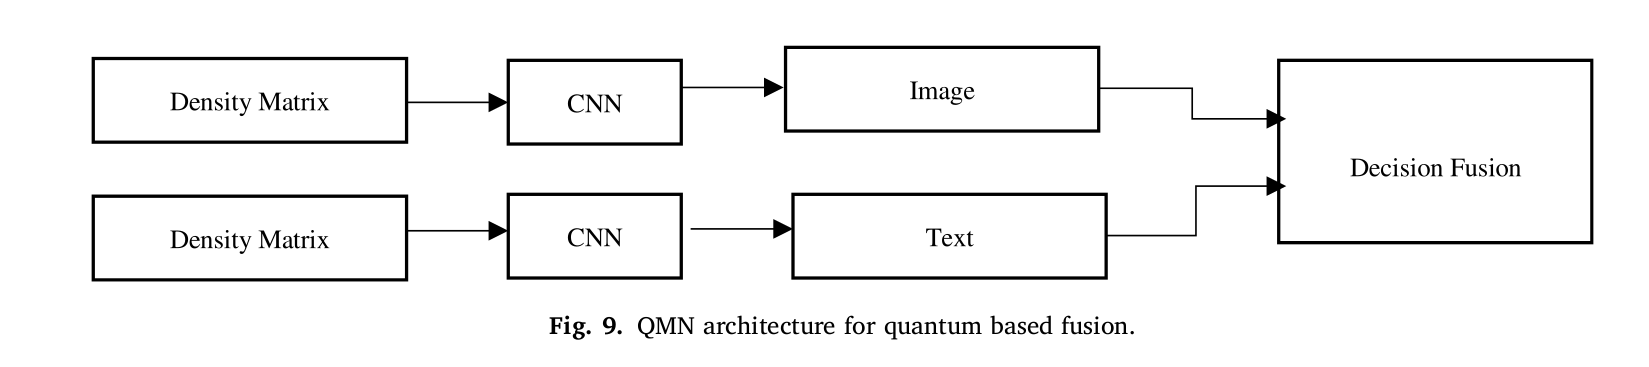 Density Matrix
CNN
Image
Decision Fusion
Density Matrix
CNN
Text
Fig. 9. QMN architecture for quantum based fusion.